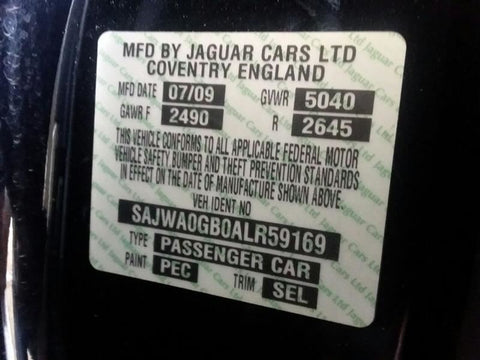 MFD BY JAGUAR CARS LTD
COVENTRY ENGLAND
MFD DATE 07/09 GVWR 5040
GAWR F 2490 R 2645
THIS VEHICLE CONFORMS TO ALL APPLICABLE FEDERAL MOTOR
VEHICLE SAFETY BUMPER AND THEFT PREVENTION STANDARDS
IN EFFECT ON THE DATE OF MANUFACTURE SHOWN ABOVE.
VEH IDENT NO
SAJWA0GB0ALR59169
TYPE PASSENGER CAR
PAINT PEC TRIM SEL